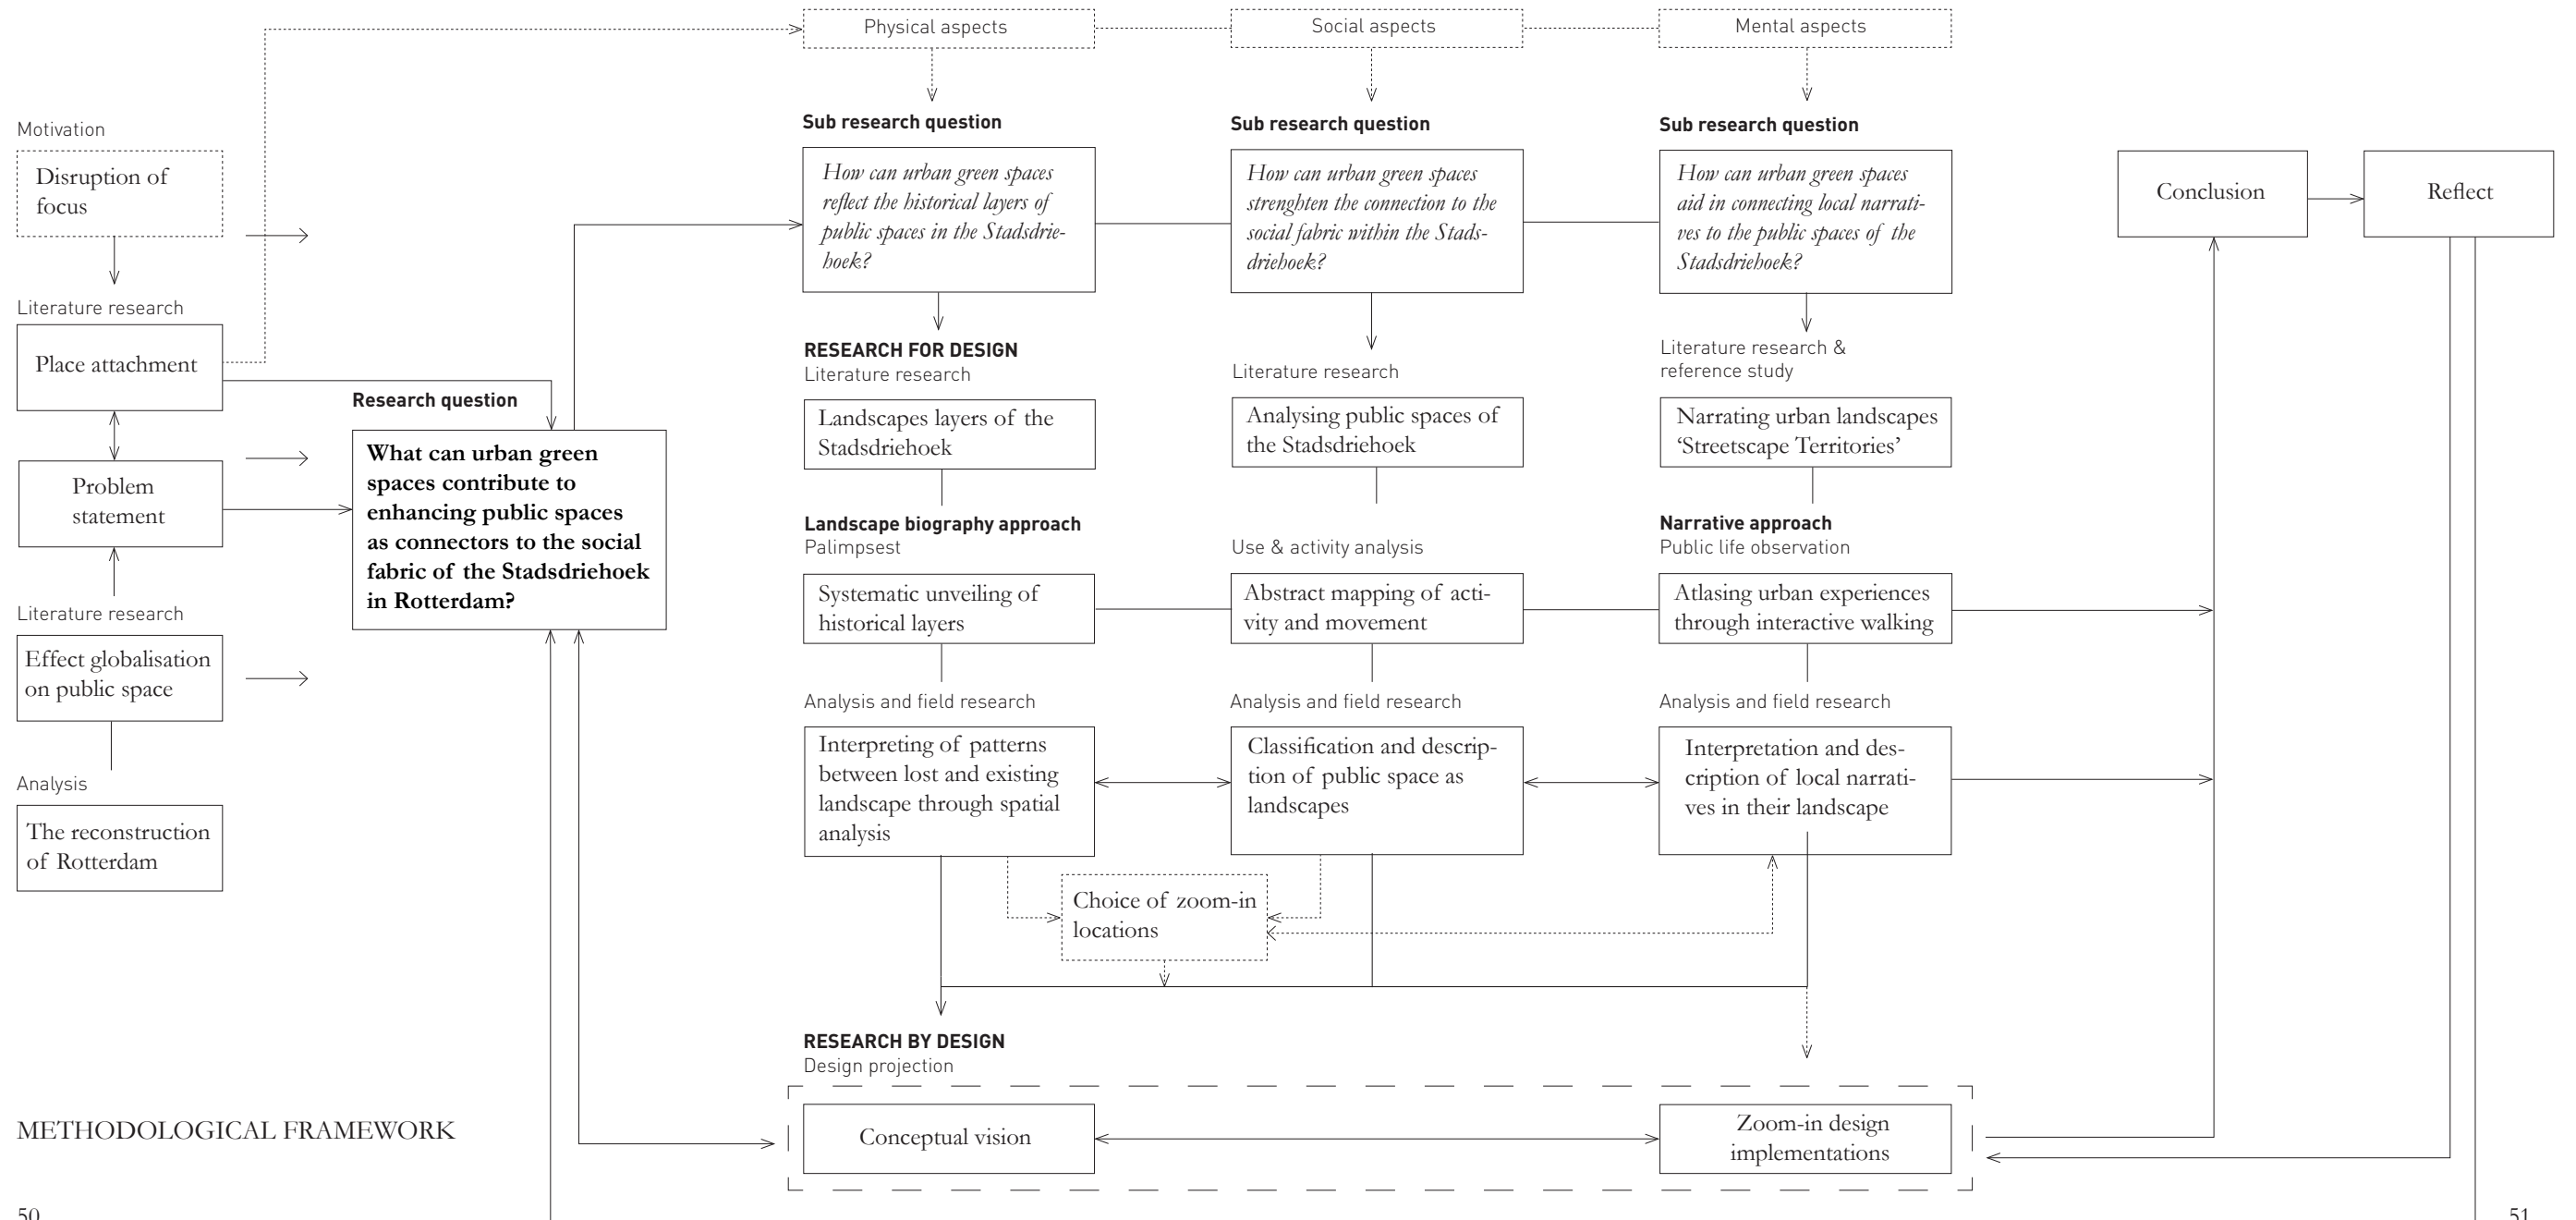 Physical aspects
Social aspects
Mental aspects
Motivation
Disruption of
focus
Literature research
Place attachment
Problem
statement
Literature research
Effect globalisation
on public space
Analysis
The reconstruction
of Rotterdam
Research question
What can urban green
spaces contribute to
enhancing public spaces
as connectors to the social
fabric of the Stadsdriehoek
in Rotterdam?
Sub research question
How can urban green spaces
reflect the historical layers of
public spaces in the Stadsdrie-
hoek?
RESEARCH FOR DESIGN
Literature research
Landscapes layers of the
Stadsdriehoek
Landscape biography approach
Palimpsest
Systematic unveiling of
historical layers
Analysis and field research
Interpreting of patterns
between lost and existing
landscape through spatial
analysis
Sub research question
How can urban green spaces
strenghten the connection to the
social fabric within the Stads-
driehoek?
Literature research
Analysing public spaces of
the Stadsdriehoek
Use & activity analysis
Abstract mapping of acti-
vity and movement
Analysis and field research
Classification and descrip-
tion of public space as
landscapes
Sub research question
How can urban green spaces
aid in connecting local narrati-
ves to the public spaces of the
Stadsdriehoek?
Literature research &
reference study
Narrating urban landscapes
‘Streetscape Territories’
Narrative approach
Public life observation
Atlasing urban experiences
through interactive walking
Analysis and field research
Interpretation and des-
cription of local narrati-
ves in their landscape
Choice of zoom-in
locations
RESEARCH BY DESIGN
Design projection
Conceptual vision
Zoom-in design
implementations
Conclusion
Reflect
METHODOLOGICAL FRAMEWORK
50
51